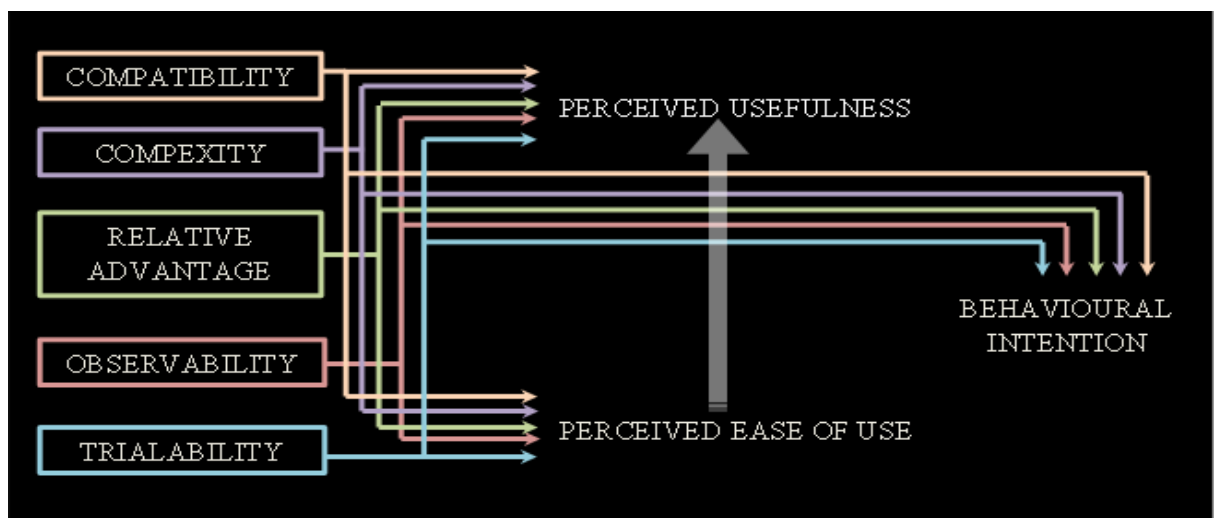 COMPATIBILITY
COMPEXITY
RELATIVE
ADVANTAGE
OBSERVABILITY
TRIALABILITY
PERCEIVED USEFULNESS
PERCEIVED EASE OF USE
BEHAVIOURAL
INTENTION